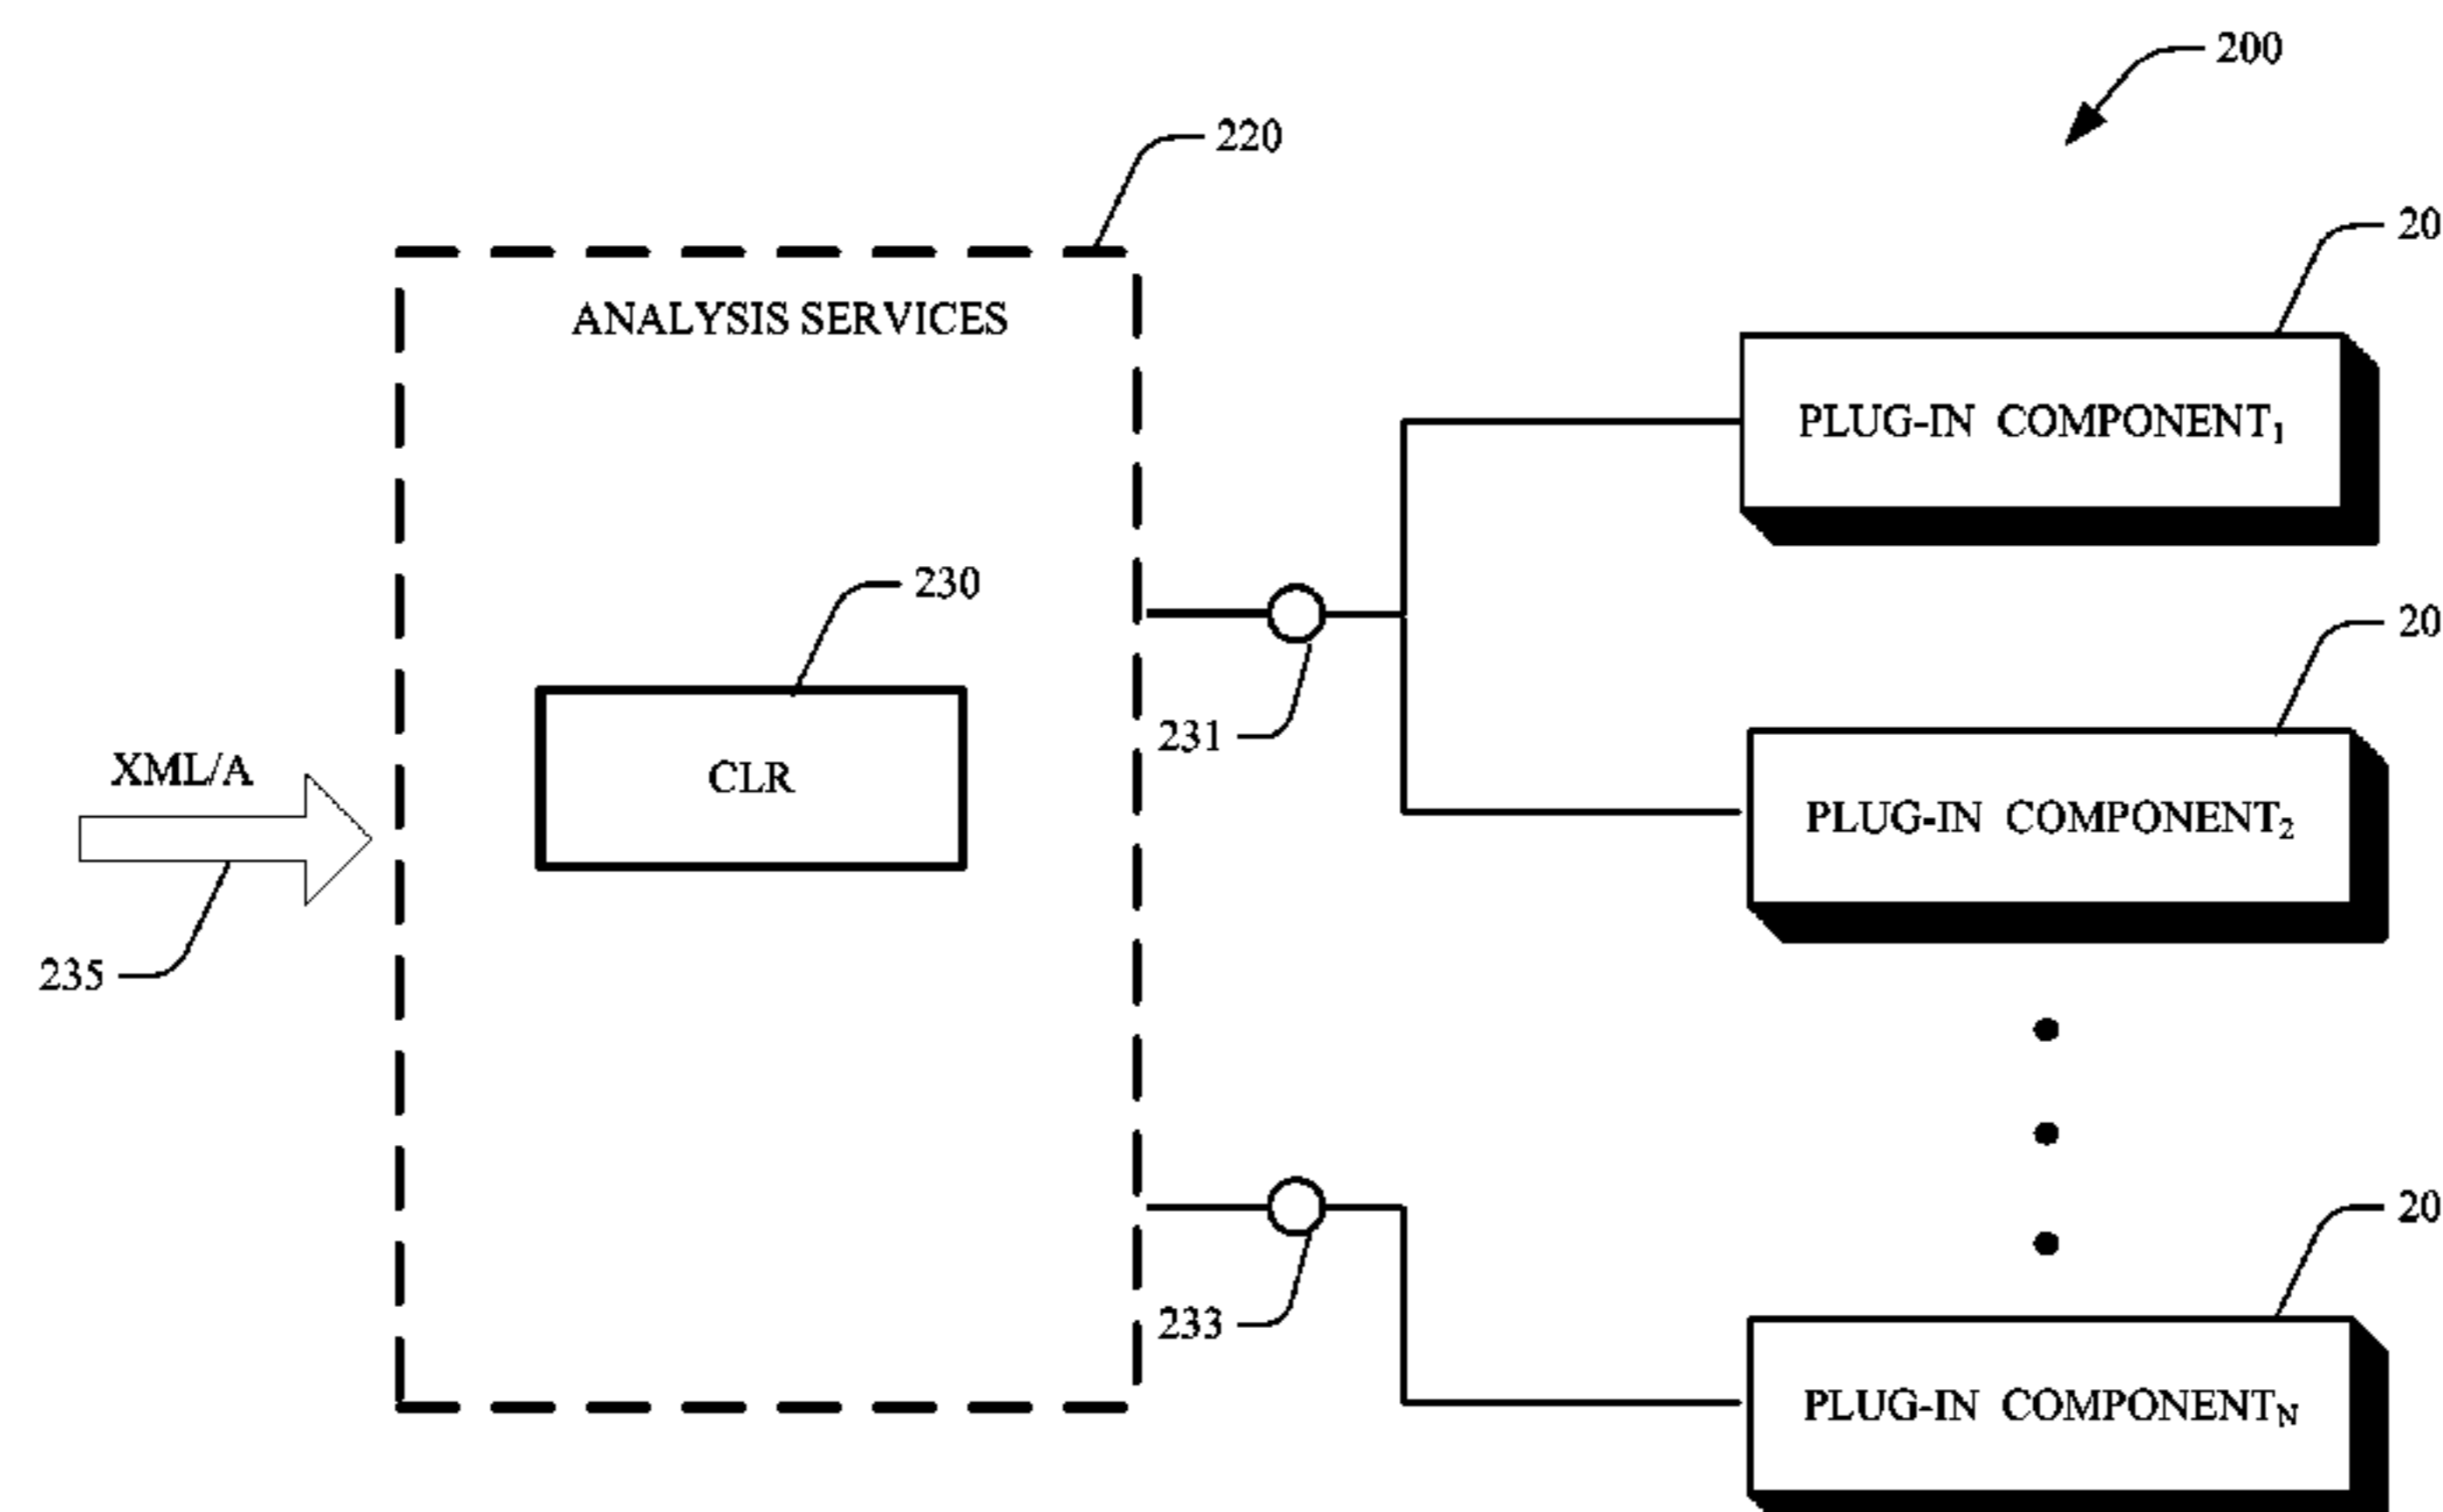 200
220
20
ANALYSIS SERVICES
PLUG-IN COMPONENT₁
230
20
231
XML/A
CLR
PLUG-IN COMPONENT₂
235
20
233
PLUG-IN COMPONENT_N